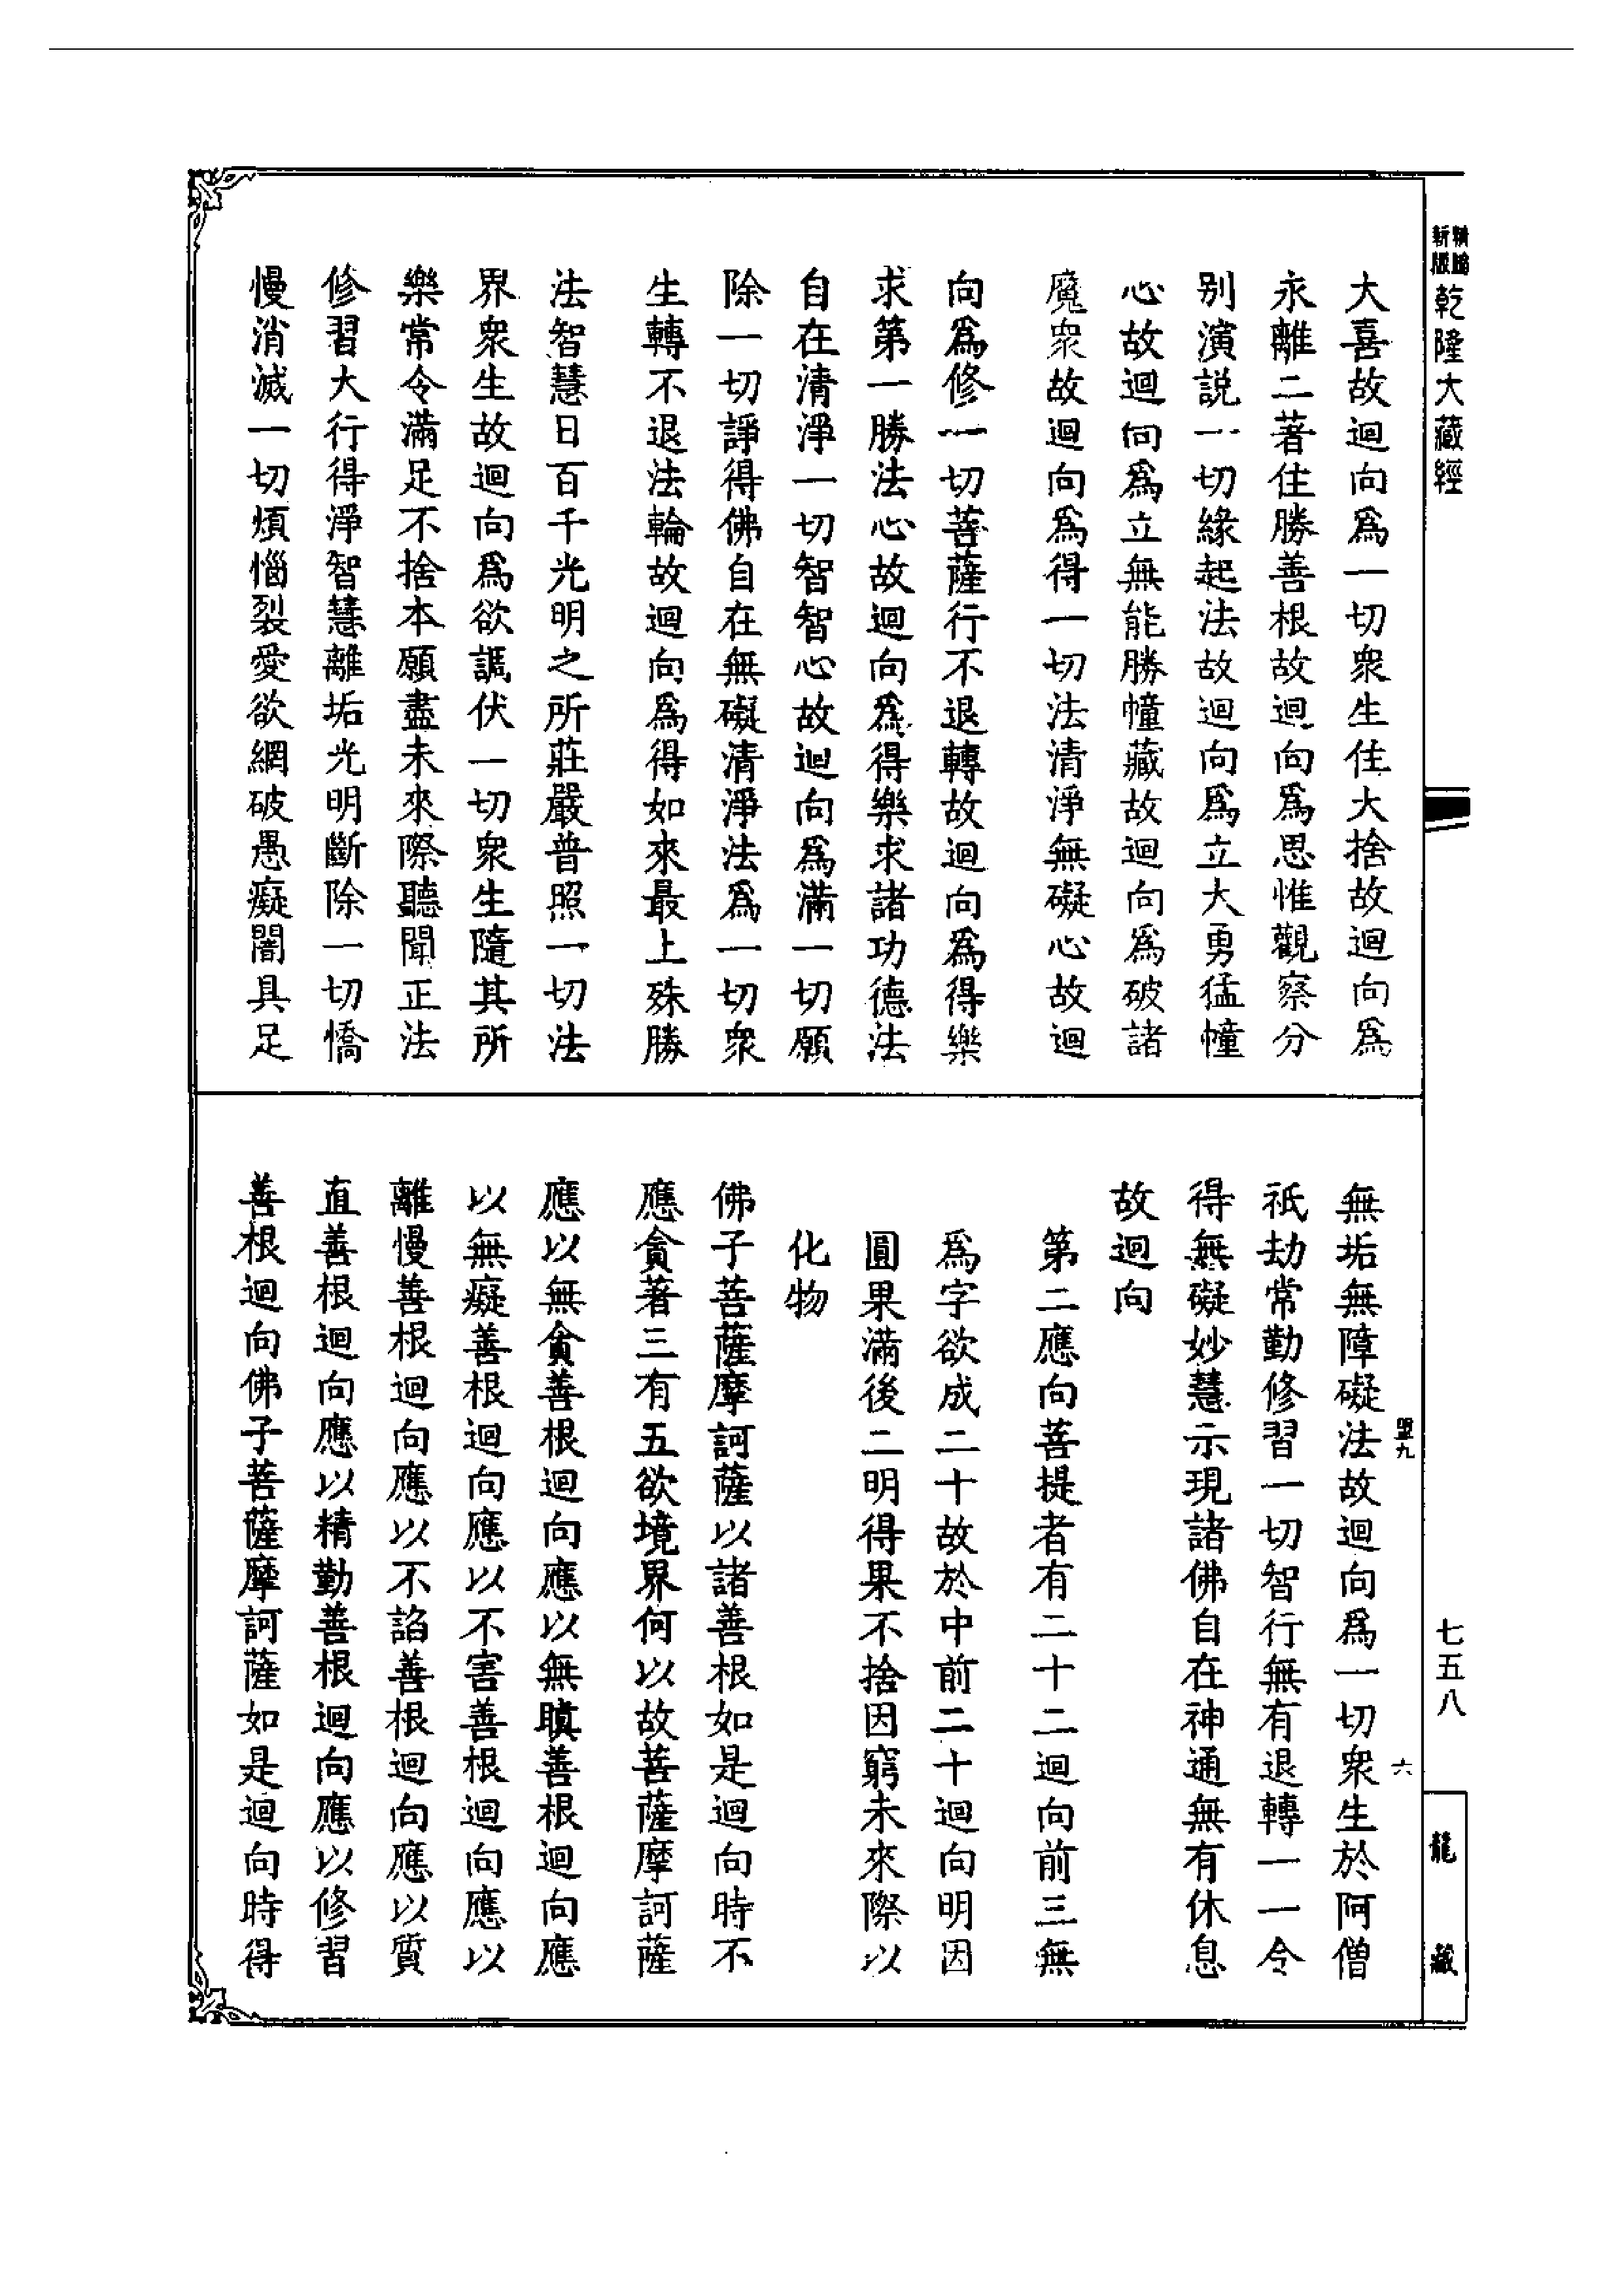 精縮新版乾隆大藏經
大喜故迴向爲一切衆生住大捨故迴向爲
永離二著住勝善根故迴向爲思惟觀察分
别演説一切緣起法故迴向爲立大勇猛幢
心故迴向爲立無能勝幢藏故迴向爲破諸
魔衆故迴向爲得一切法清淨無礙心故迴
向爲修一切菩薩行不退轉故迴向爲得樂
求第一勝法心故迴向爲得樂求諸功德法
自在清淨一切智智心故迴向爲滿一切願
除一切諍得佛自在無礙清淨法爲一切衆
生轉不退法輪故迴向爲得如來最上殊勝
法智慧日百千光明之所莊嚴普照一切法
界衆生故迴向爲欲調伏一切衆生隨其所
樂常令滿足不捨本願盡未來際聽聞正法
修習大行得淨智慧離垢光明斷除一切憍
慢消滅一切煩惱裂愛欲網破愚癡闇具足
無垢無障礙法故迴向爲一切衆生於阿僧
祇劫常勤修習一切智行無有退轉一一令
得無礙妙慧示現諸佛自在神通無有休息
故迴向
第二應向菩提者有二十二迴向前三無
爲字欲成二十故於中前二十迴向明因
圓果滿後二明得果不捨因窮未來際以
化物
佛子菩薩摩訶薩以諸善根如是迴向時不
應貪著三有五欲境界何以故菩薩摩訶薩
應以無貪善根迴向應以無瞋善根迴向應
以無癡善根迴向應以不害善根迴向應以
離慢善根迴向應以不諂善根迴向應以質
直善根迴向應以精勤善根迴向應以修習
善根迴向佛子菩薩摩訶薩如是迴向時得
盟九
六
七五八
龍藏